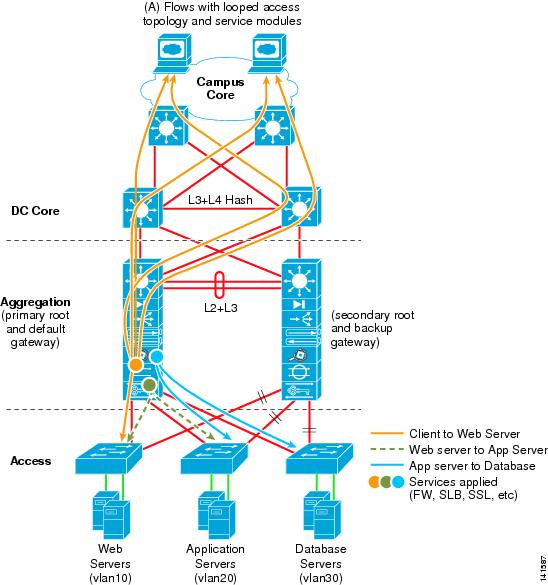 (A) Flows with looped access
topology and service modules
Campus
Core
L3+L4 Hash
DC Core
Aggregation
(primary root
and default
gateway)
L2+L3
(secondary root
and backup
gateway)
Access
Client to Web Server
Web server to App Server
App server to Database
Services applied
(FW, SLB, SSL, etc)
Web
Servers
(vlan10)
Application
Servers
(vlan20)
Database
Servers
(vlan30)
141587